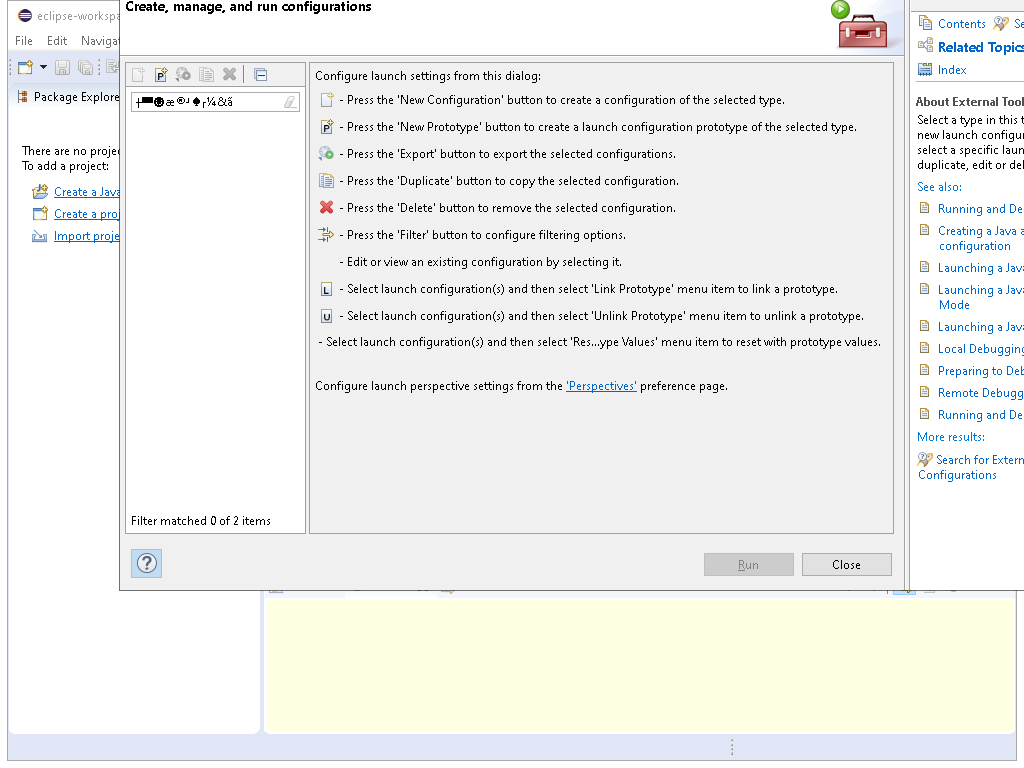 Create, manage, and run configurations
eclipse-workspa
File Edit Naviga
Package Explore
There are no proje
To add a project:
Create a Java
Create a proj
Import proje
Filter matched 0 of 2 items
Configure launch settings from this dialog:
- Press the 'New Configuration' button to create a configuration of the selected type.
- Press the 'New Prototype' button to create a launch configuration prototype of the selected type.
- Press the 'Export' button to export the selected configurations.
- Press the 'Duplicate' button to copy the selected configuration.
- Press the 'Delete' button to remove the selected configuration.
- Press the 'Filter' button to configure filtering options.
- Edit or view an existing configuration by selecting it.
- Select launch configuration(s) and then select 'Link Prototype' menu item to link a prototype.
- Select launch configuration(s) and then select 'Unlink Prototype' menu item to unlink a prototype.
- Select launch configuration(s) and then select 'Res...ype Values' menu item to reset with prototype values.
Configure launch perspective settings from the 'Perspectives' preference page.
Run
Close
Contents Se
Related Topics
Index
About External Tool
Select a type in this t
new launch configur
select a specific laun
duplicate, edit or del
See also:
Running and De
Creating a Java a
configuration
Launching a Java
Launching a Java
Mode
Launching a Java
Local Debugging
Preparing to Deb
Remote Debugg
Running and De
More results:
Search for Extern
Configurations